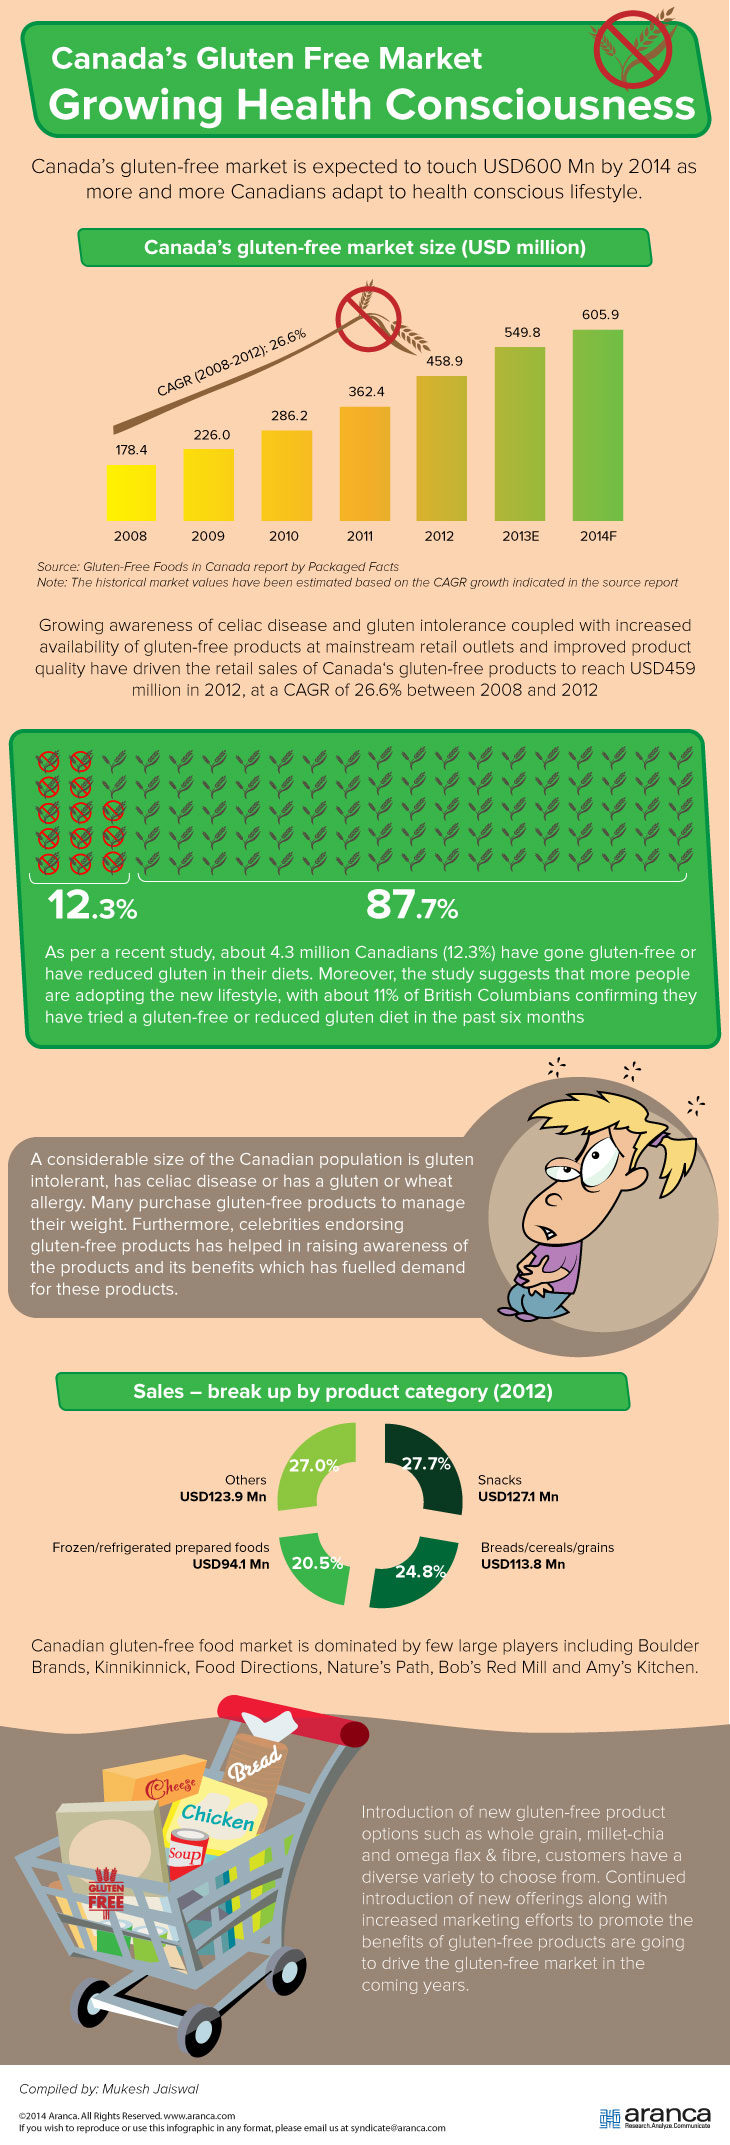 Canada's Gluten Free Market
Growing Health Consciousness
Canada's gluten-free market is expected to touch USD600 Mn by 2014 as
more and more Canadians adapt to health conscious lifestyle.
Canada's gluten-free market size (USD million)
CAGR (2008-2012): 26.6%
178.4
226.0
286.2
362.4
458.9
549.8
605.9
2008 2009 2010 2011 2012 2013E 2014F
Source: Gluten-Free Foods in Canada report by Packaged Facts
Note: The historical market values have been estimated based on the CAGR growth indicated in the source report
Growing awareness of celiac disease and gluten intolerance coupled with increased
availability of gluten-free products at mainstream retail outlets and improved product
quality have driven the retail sales of Canada's gluten-free products to reach USD459
million in 2012, at a CAGR of 26.6% between 2008 and 2012
12.3% 87.7%
As per a recent study, about 4.3 million Canadians (12.3%) have gone gluten-free or
have reduced gluten in their diets. Moreover, the study suggests that more people
are adopting the new lifestyle, with about 11% of British Columbians confirming they
have tried a gluten-free or reduced gluten diet in the past six months
A considerable size of the Canadian population is gluten
intolerant, has celiac disease or has a gluten or wheat
allergy. Many purchase gluten-free products to manage
their weight. Furthermore, celebrities endorsing
gluten-free products has helped in raising awareness of
the products and its benefits which has fuelled demand
for these products.
Sales – break up by product category (2012)
27.0%
Others
USD123.9 Mn
27.7%
Snacks
USD127.1 Mn
Frozen/refrigerated prepared foods
USD94.1 Mn
20.5%
24.8%
Breads/cereals/grains
USD113.8 Mn
Canadian gluten-free food market is dominated by few large players including Boulder
Brands, Kinnikinnick, Food Directions, Nature's Path, Bob's Red Mill and Amy's Kitchen.
Bread
Cheese
Chicken
Soup
GLUTEN
FREE
Introduction of new gluten-free product
options such as whole grain, millet-chia
and omega flax & fibre, customers have a
diverse variety to choose from. Continued
introduction of new offerings along with
increased marketing efforts to promote the
benefits of gluten-free products are going
to drive the gluten-free market in the
coming years.
Compiled by: Mukesh Jaiswal
©2014 Aranca. All Rights Reserved. www.aranca.com
If you wish to reproduce or use this infographic in any format, please email us at syndicate@aranca.com
aranca
Research.Analyze.Communicate